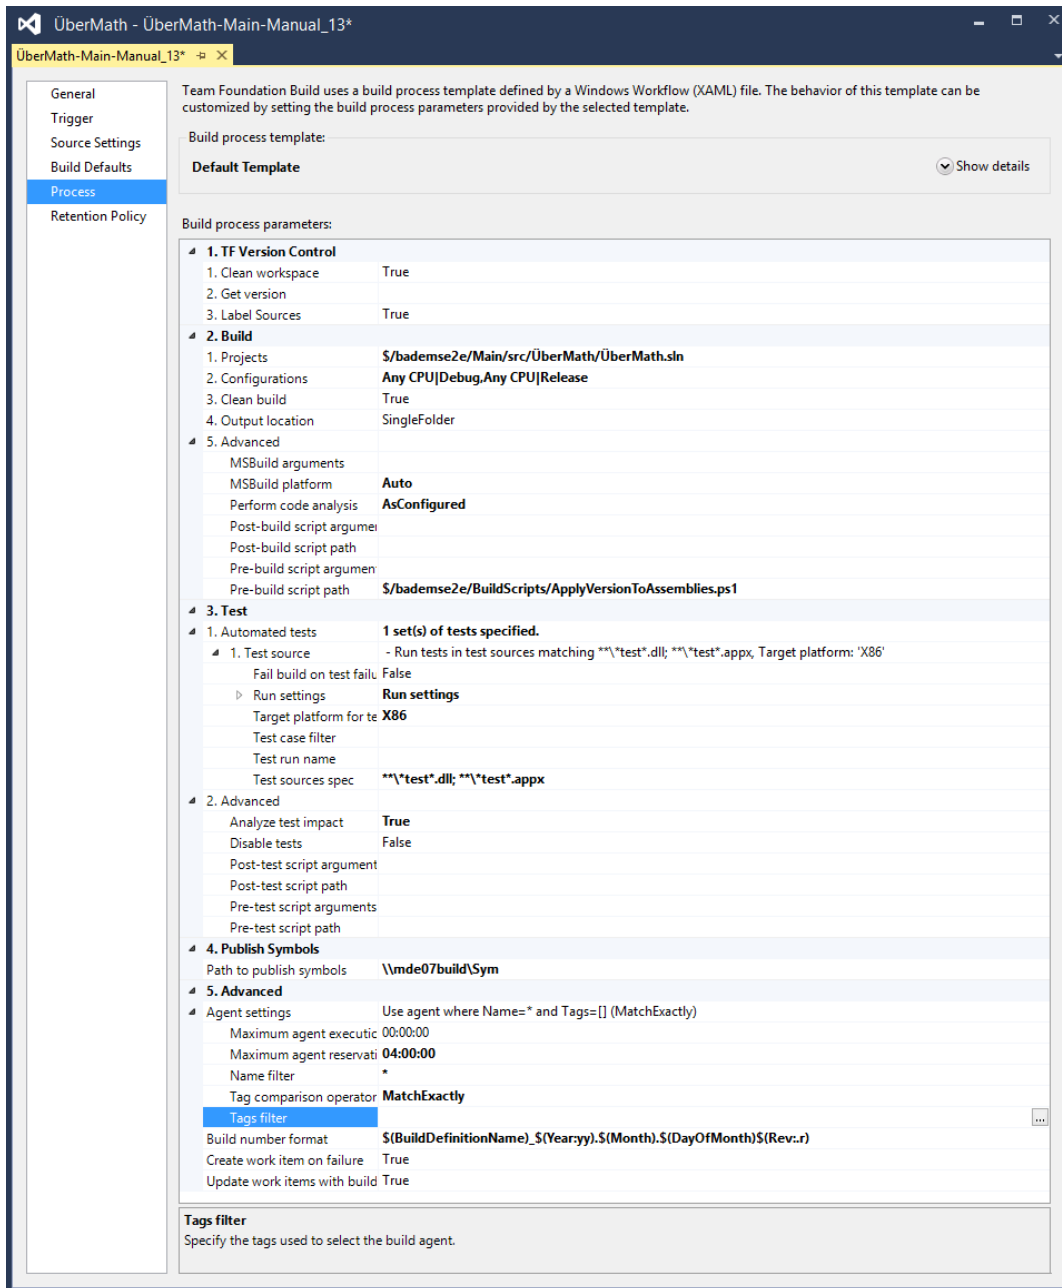 ÜberMath - ÜberMath-Main-Manual_13*
ÜberMath-Main-Manual_13*
General
Trigger
Source Settings
Build Defaults
Process
Retention Policy
Team Foundation Build uses a build process template defined by a Windows Workflow (XAML) file. The behavior of this template can be
customized by setting the build process parameters provided by the selected template.
Build process template:
Default Template
Show details
Build process parameters:
1. TF Version Control
1. Clean workspace True
2. Get version
3. Label Sources True
2. Build
1. Projects $/bademse2e/Main/src/ÜberMath/ÜberMath.sln
2. Configurations Any CPU|Debug,Any CPU|Release
3. Clean build True
4. Output location SingleFolder
5. Advanced
MSBuild arguments
MSBuild platform Auto
Perform code analysis AsConfigured
Post-build script argumei
Post-build script path
Pre-build script argumen
Pre-build script path $/bademse2e/BuildScripts/ApplyVersionToAssemblies.ps1
3. Test
1. Automated tests 1 set(s) of tests specified.
1. Test source - Run tests in test sources matching **\*test*.dll; **\*test*.appx, Target platform: 'X86'
Fail build on test failu False
Run settings Run settings
Target platform for te X86
Test case filter
Test run name
Test sources spec **\*test*.dll; **\*test*.appx
2. Advanced
Analyze test impact True
Disable tests False
Post-test script argument
Post-test script path
Pre-test script arguments
Pre-test script path
4. Publish Symbols
Path to publish symbols \\mde07build\Sym
5. Advanced
Agent settings Use agent where Name=* and Tags=[] (MatchExactly)
Maximum agent executic 00:00:00
Maximum agent reservati 04:00:00
Name filter *
Tag comparison operator MatchExactly
Tags filter ...
Build number format $(BuildDefinitionName)_$(Year:yy).$(Month).$(DayOfMonth)$(Rev:.r)
Create work item on failure True
Update work items with build True
Tags filter
Specify the tags used to select the build agent.